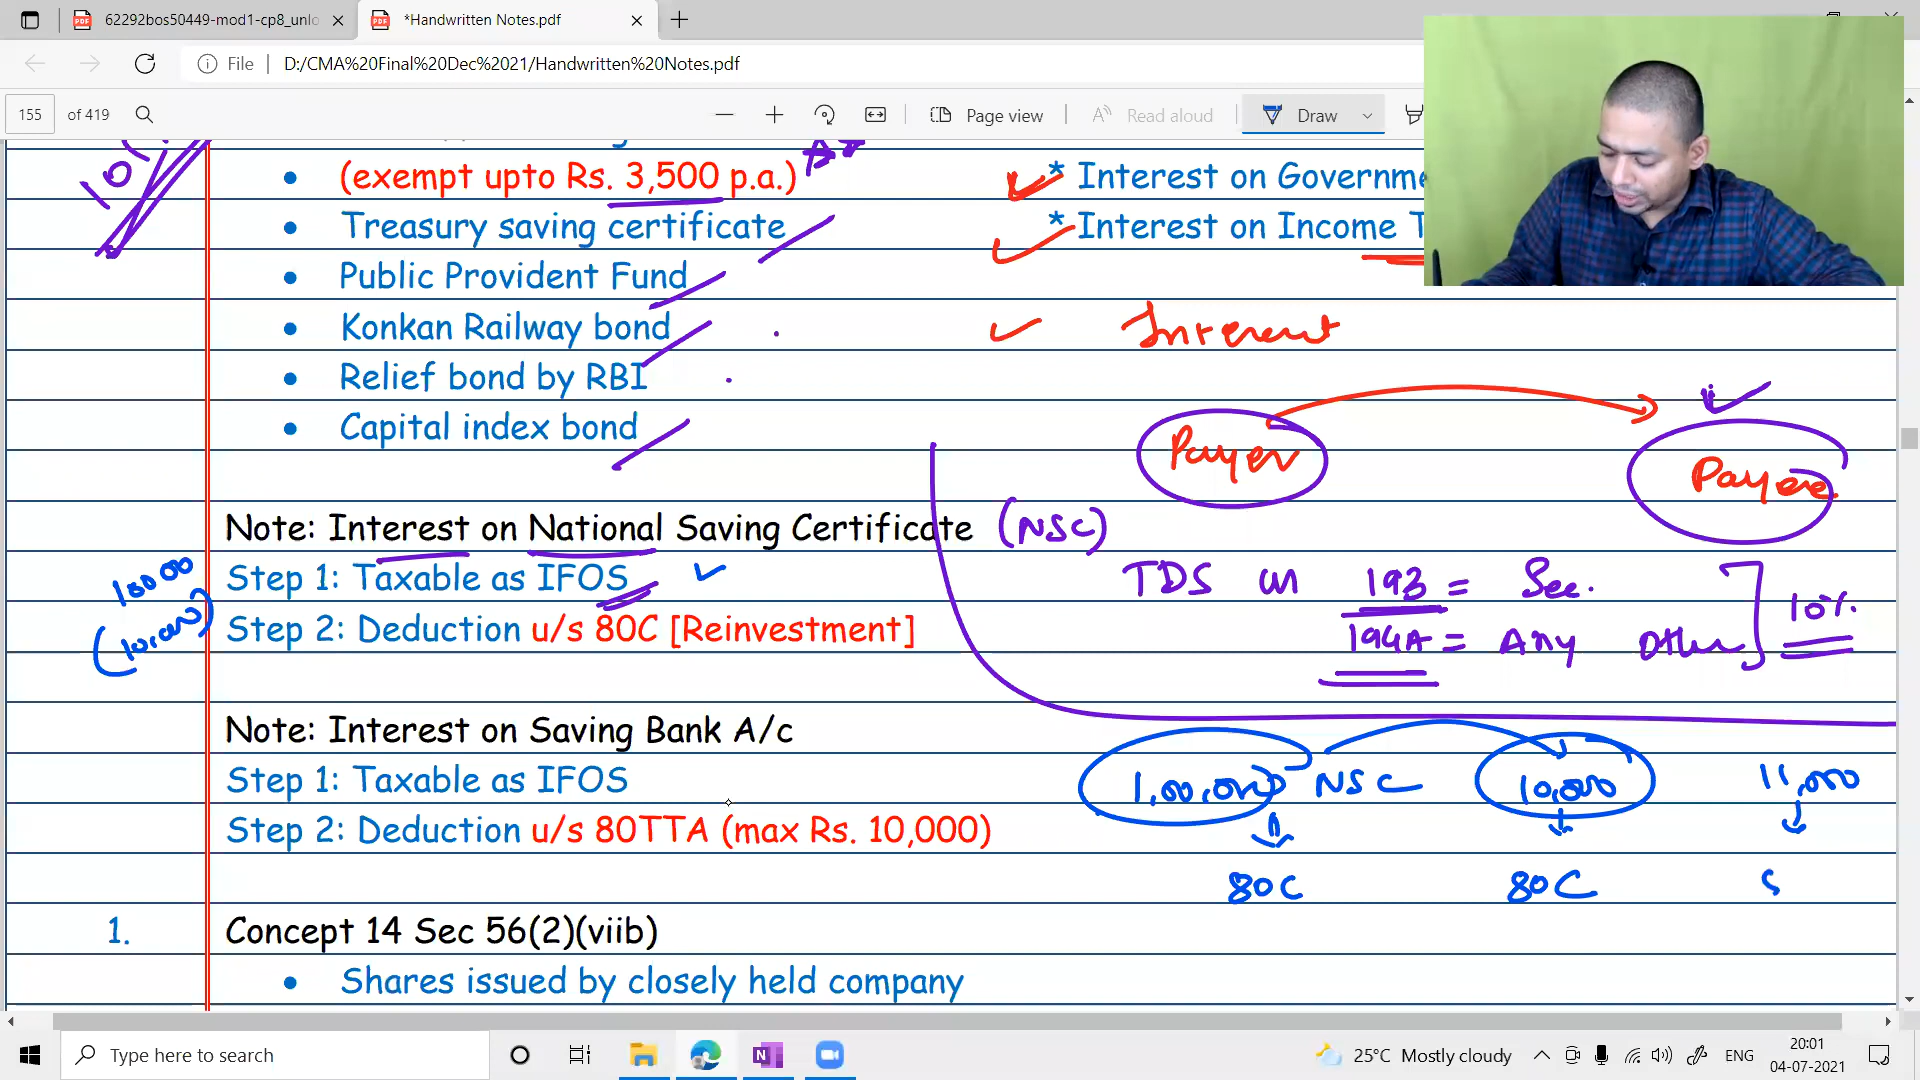 62292bos50449-mod1-cp8_unlo
*Handwritten Notes.pdf
File
D:/CMA%20Final%20Dec%2021/Handwritten%20Notes.pdf
155 of 419
Page view
Read aloud
Draw
10%
(exempt upto Rs. 3,500 p.a.)
* Interest on Governme
Treasury saving certificate
* Interest on Income T
Public Provident Fund
Konkan Railway bond
Interest
Relief bond by RBI
Capital index bond
Payer
Payee
Note: Interest on National Saving Certificate (NSC)
10000
Step 1: Taxable as IFOS
TDS u 193 = Sec.
10%
(10,000)
Step 2: Deduction u/s 80C [Reinvestment]
194A = Any Other
Note: Interest on Saving Bank A/c
Step 1: Taxable as IFOS
1,00,000 NSC 10,000 11,000
Step 2: Deduction u/s 80TTA (max Rs. 10,000)
80C 80C
1. Concept 14 Sec 56(2)(viib)
Shares issued by closely held company
Type here to search
25°C Mostly cloudy
ENG
20:01
04-07-2021